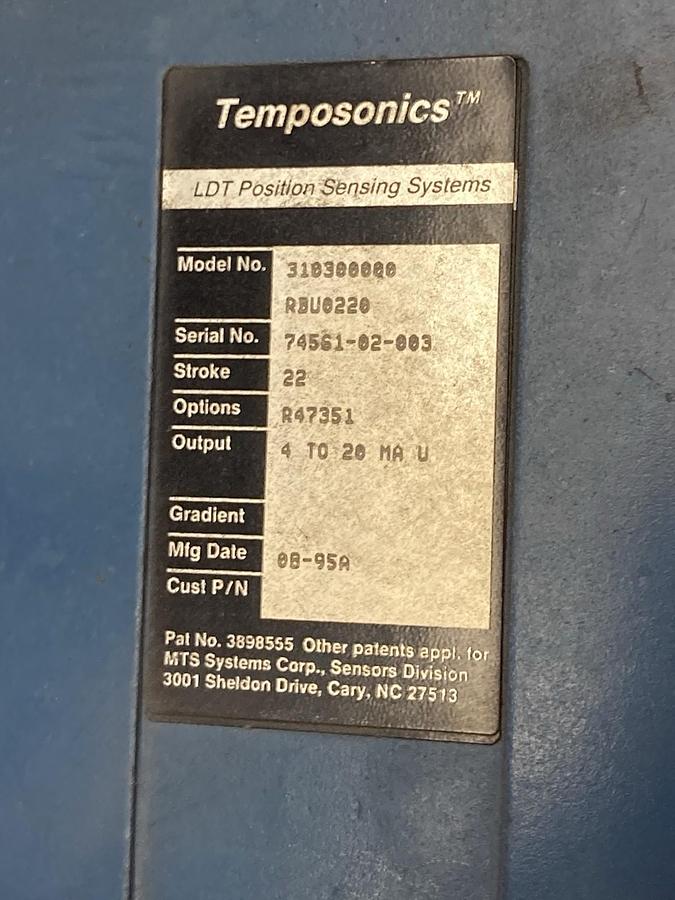 Temposonics™
LDT Position Sensing Systems
Model No. 310300000
RBU0220
Serial No. 74561-02-003
Stroke 22
Options R47351
Output 4 TO 20 MA U
Gradient
Mfg Date 08-95A
Cust P/N
Pat No. 3898555 Other patents appl. for
MTS Systems Corp., Sensors Division
3001 Sheldon Drive, Cary, NC 27513